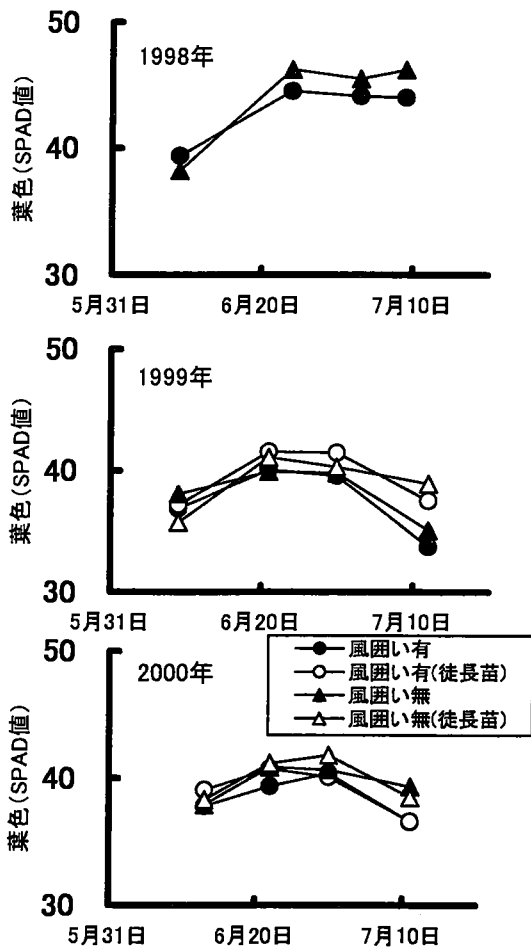 50
1998年
葉色(SPAD値)
40
30
5月31日 6月20日 7月10日
50
1999年
葉色(SPAD値)
40
30
5月31日 6月20日 7月10日
50
2000年
風囲い有
風囲い有(徒長苗)
風囲い無
風囲い無(徒長苗)
葉色(SPAD値)
40
30
5月31日 6月20日 7月10日